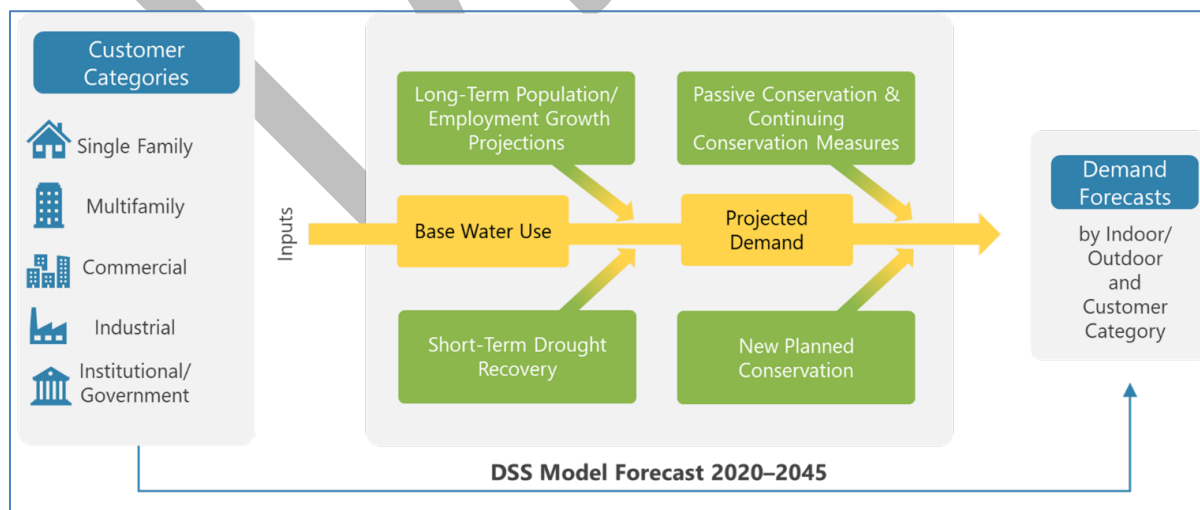 Customer
Categories
Single Family
Multifamily
Commercial
Industrial
Institutional/
Government
Inputs
Long-Term Population/
Employment Growth
Projections
Passive Conservation &
Continuing
Conservation Measures
Base Water Use
Projected
Demand
Short-Term Drought
Recovery
New Planned
Conservation
Demand
Forecasts
by Indoor/
Outdoor
and
Customer
Category
DSS Model Forecast 2020–2045